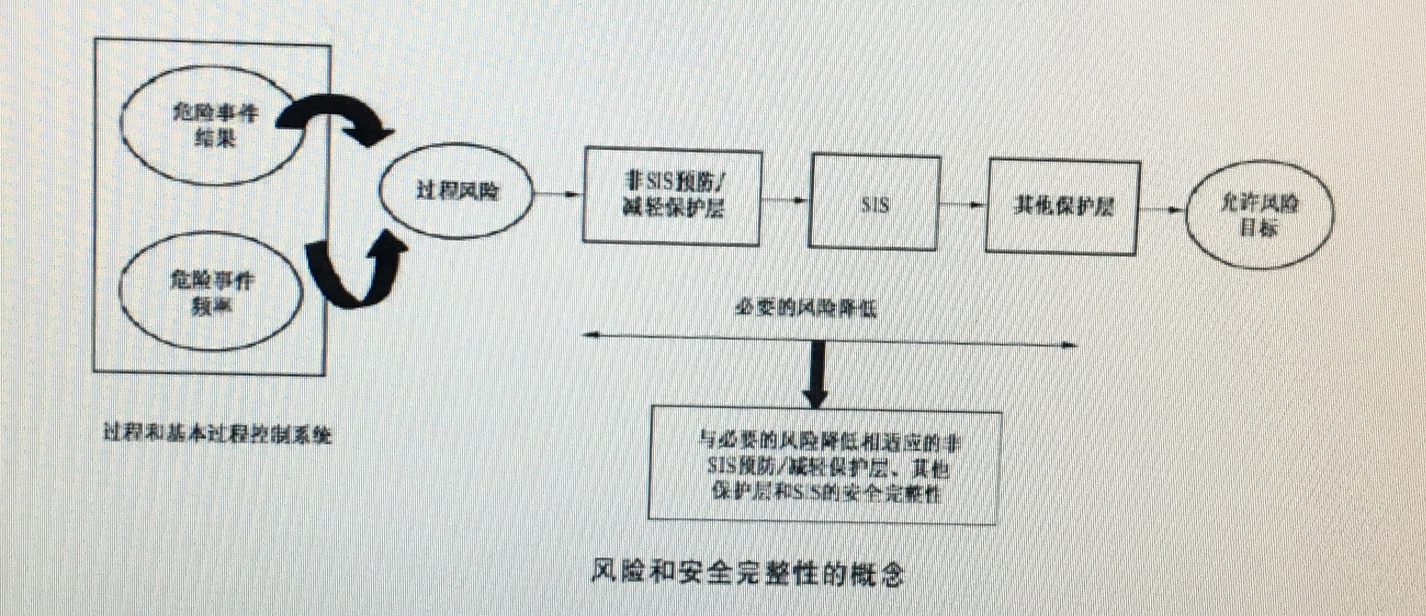 危险事件
结果
过程风险
非SIS预防/
减轻保护层
SIS
其他保护层
允许风险
目标
危险事件
频率
必要的风险降低
过程和基本过程控制系统
与必要的风险降低相适应的非
SIS预防/减轻保护层、其他
保护层和SIS的安全完整性
风险和安全完整性的概念